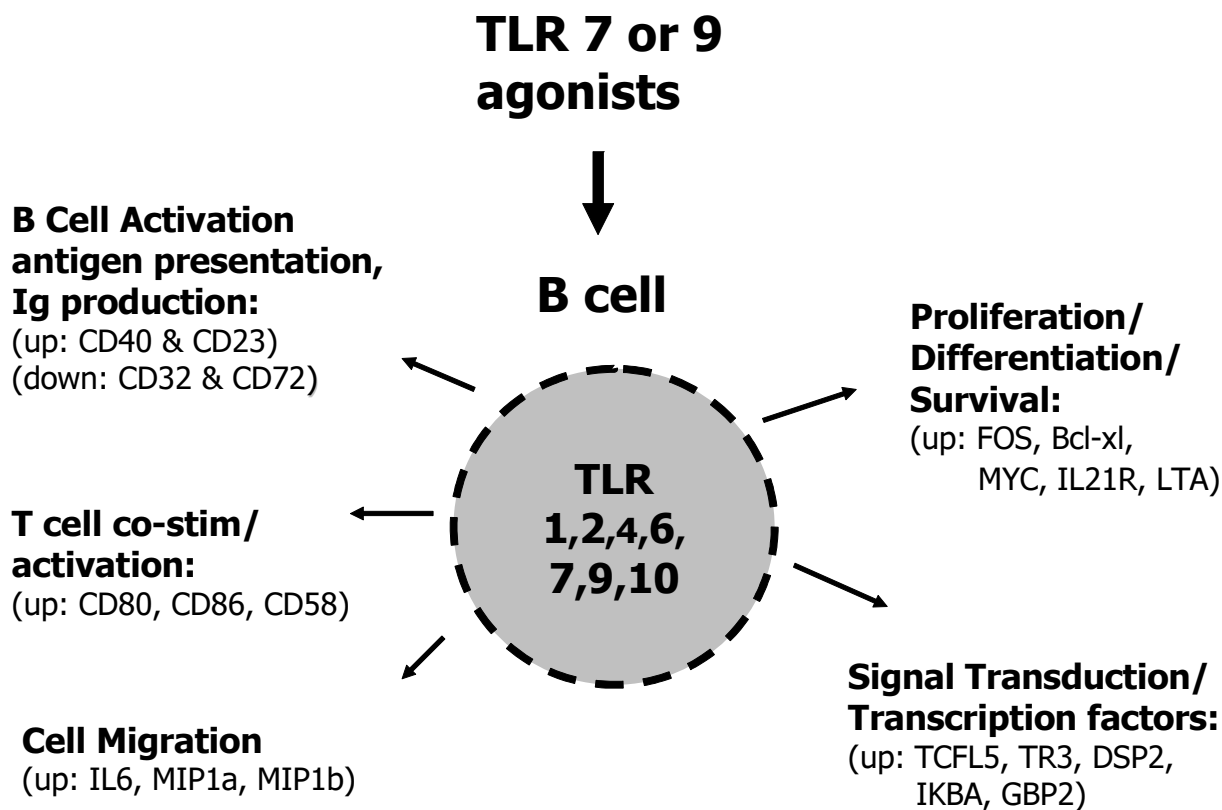 TLR 7 or 9
agonists
B Cell Activation
antigen presentation,
Ig production:
(up: CD40 & CD23)
(down: CD32 & CD72)
B cell
Proliferation/
Differentiation/
Survival:
(up: FOS, Bcl-xl,
MYC, IL21R, LTA)
TLR
1,2,4,6,
7,9,10
T cell co-stim/
activation:
(up: CD80, CD86, CD58)
Cell Migration
(up: IL6, MIP1a, MIP1b)
Signal Transduction/
Transcription factors:
(up: TCFL5, TR3, DSP2,
IKBA, GBP2)